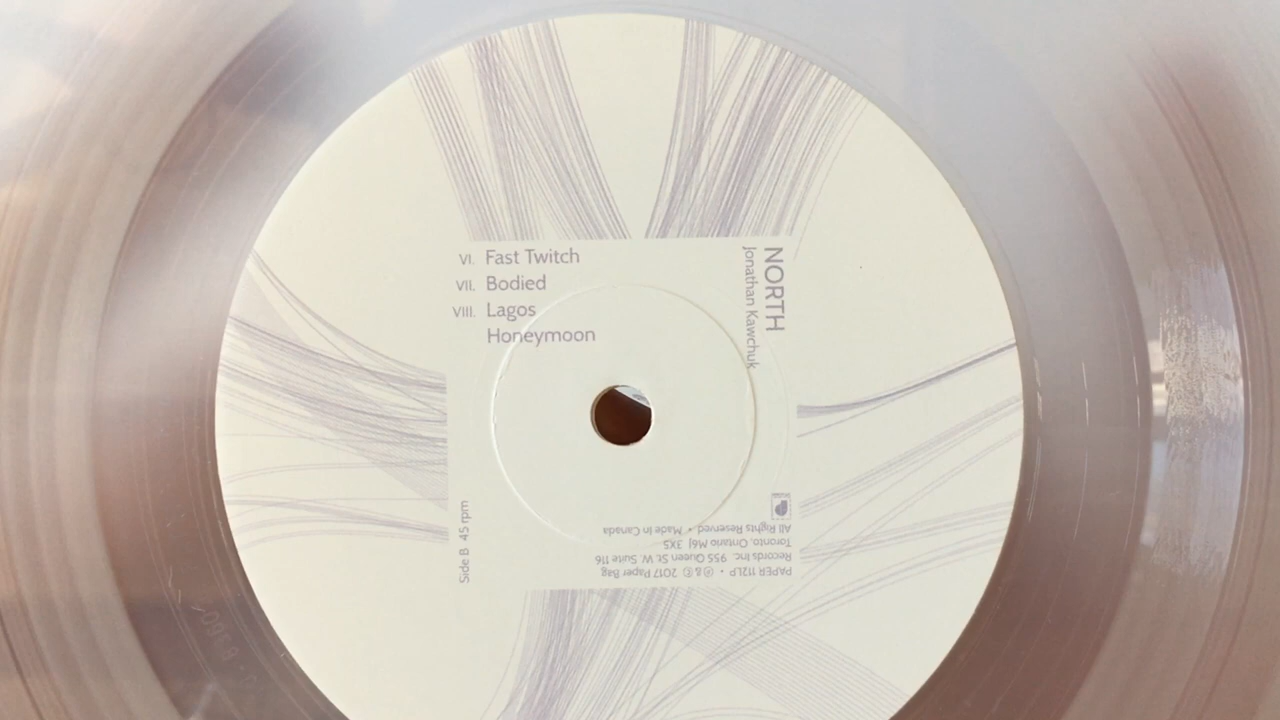 VI. Fast Twitch
VII. Bodied
VIII. Lagos
Honeymoon
NORTH
Jonathan Kawchuk
Side B 45 rpm
PAPER 112LP • ℗ & © 2017 Paper Bag
Records Inc. 955 Queen St W. Suite 116
Toronto, Ontario M6J 3X5
All Rights Reserved • Made In Canada